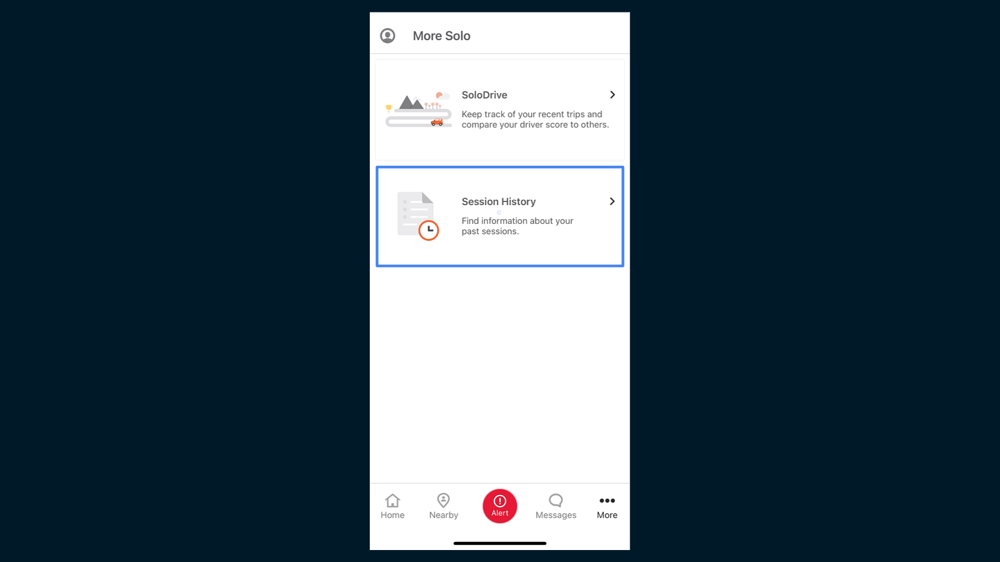 More Solo
SoloDrive
Keep track of your recent trips and
compare your driver score to others.
Session History
Find information about your
past sessions.
Home
Nearby
Alert
Messages
More